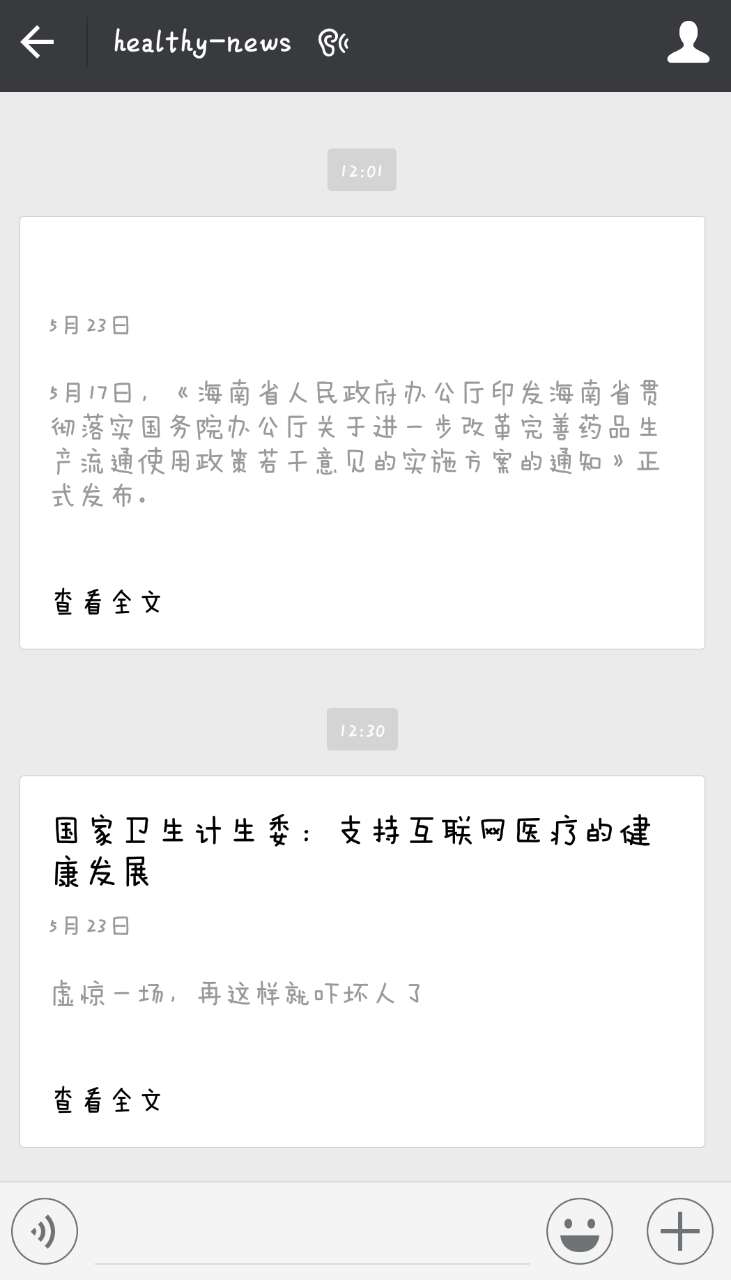 healthy-news
12:01
5月23日
5月17日，《海南省人民政府办公厅印发海南省贯
彻落实国务院办公厅关于进一步改革完善药品生
产流通使用政策若干意见的实施方案的通知》正
式发布。
查看全文
12:30
国家卫生计生委：支持互联网医疗的健
康发展
5月23日
虚惊一场，再这样就吓坏人了
查看全文